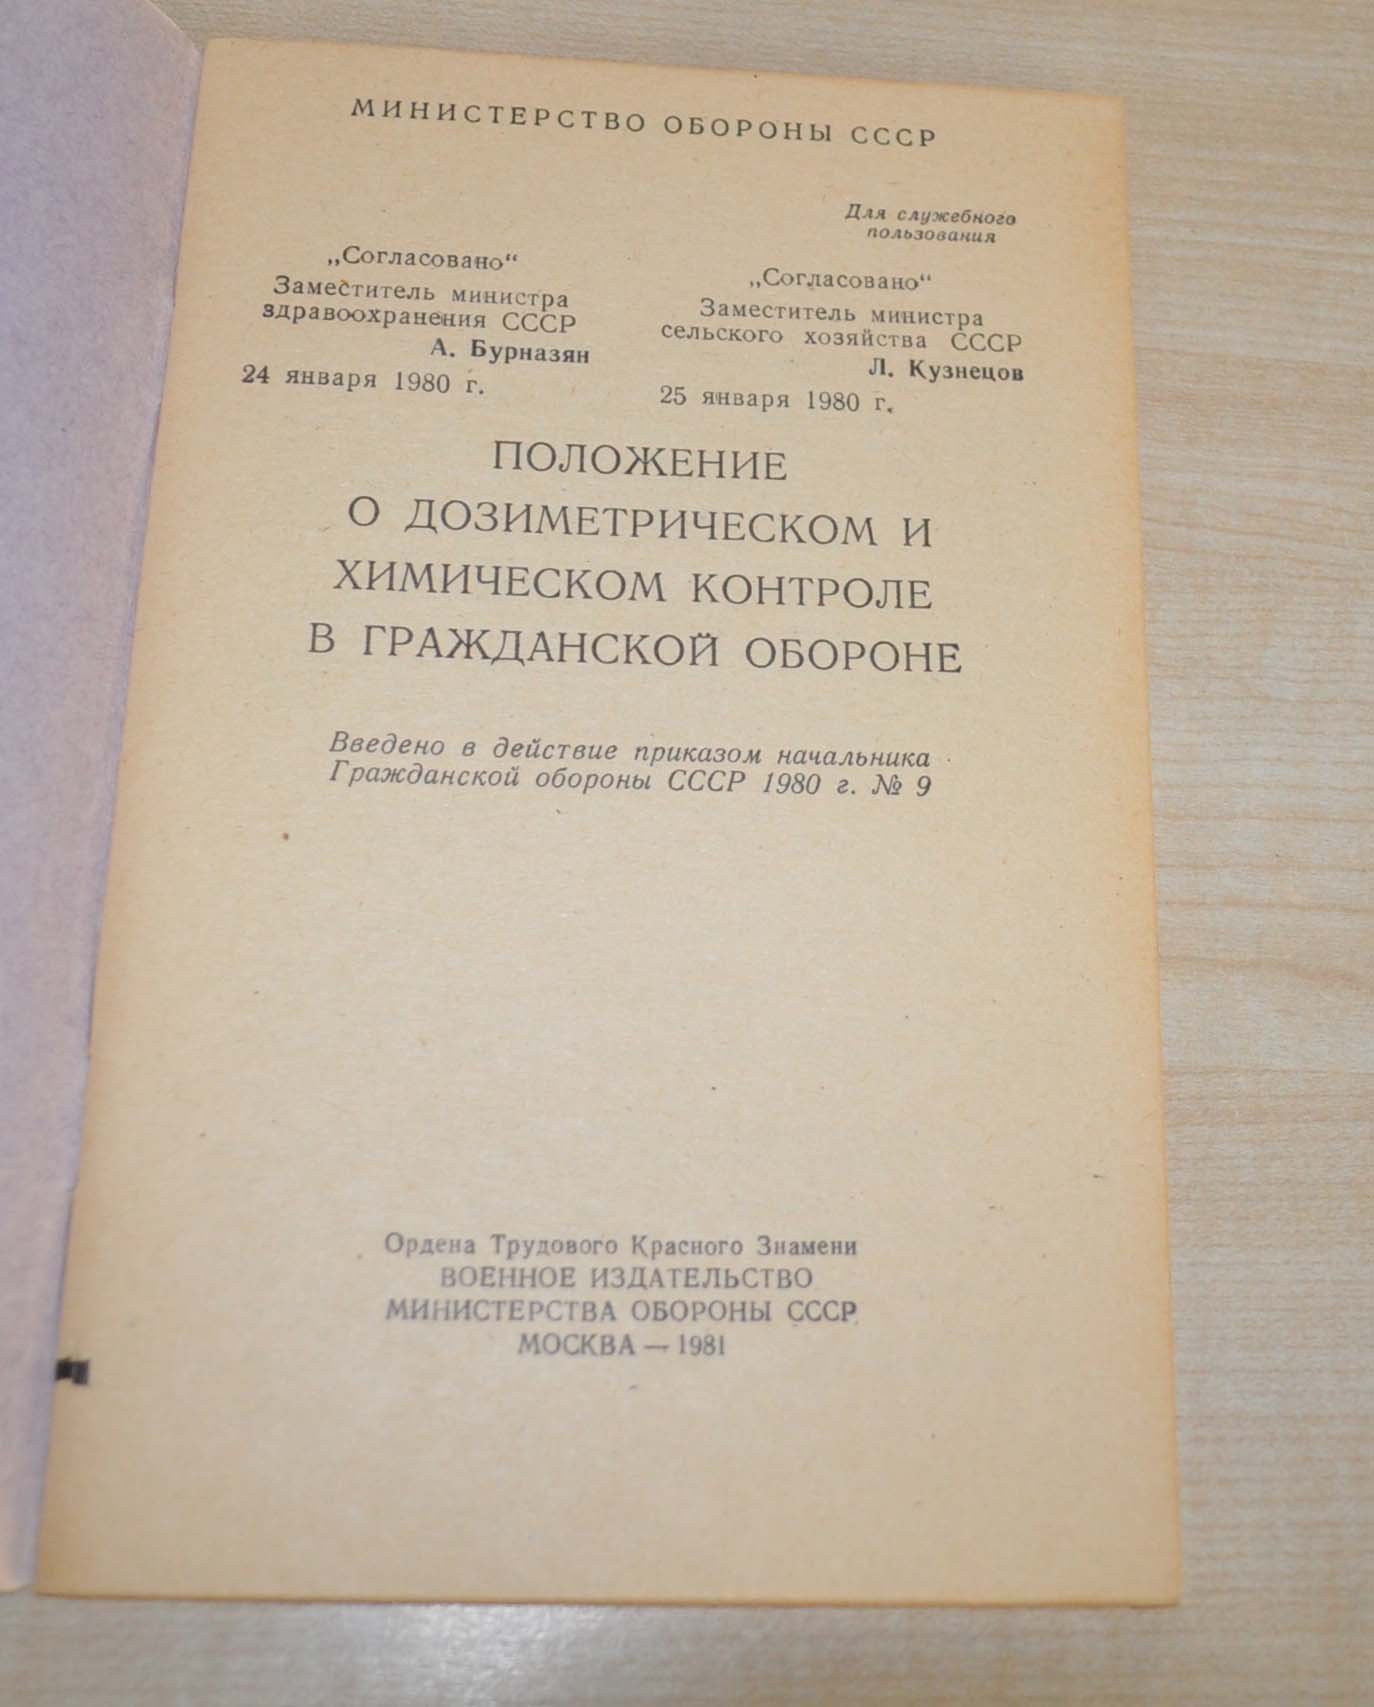 МИНИСТЕРСТВО ОБОРОНЫ СССР
Для служебного
пользования
„Согласовано“
Заместитель министра
здравоохранения СССР
А. Бурназян
24 января 1980 г.
„Согласовано“
Заместитель министра
сельского хозяйства СССР
Л. Кузнецов
25 января 1980 г.
ПОЛОЖЕНИЕ
О ДОЗИМЕТРИЧЕСКОМ И
ХИМИЧЕСКОМ КОНТРОЛЕ
В ГРАЖДАНСКОЙ ОБОРОНЕ
Введено в действие приказом начальника
Гражданской обороны СССР 1980 г. № 9
Ордена Трудового Красного Знамени
ВОЕННОЕ ИЗДАТЕЛЬСТВО
МИНИСТЕРСТВА ОБОРОНЫ СССР
МОСКВА — 1981